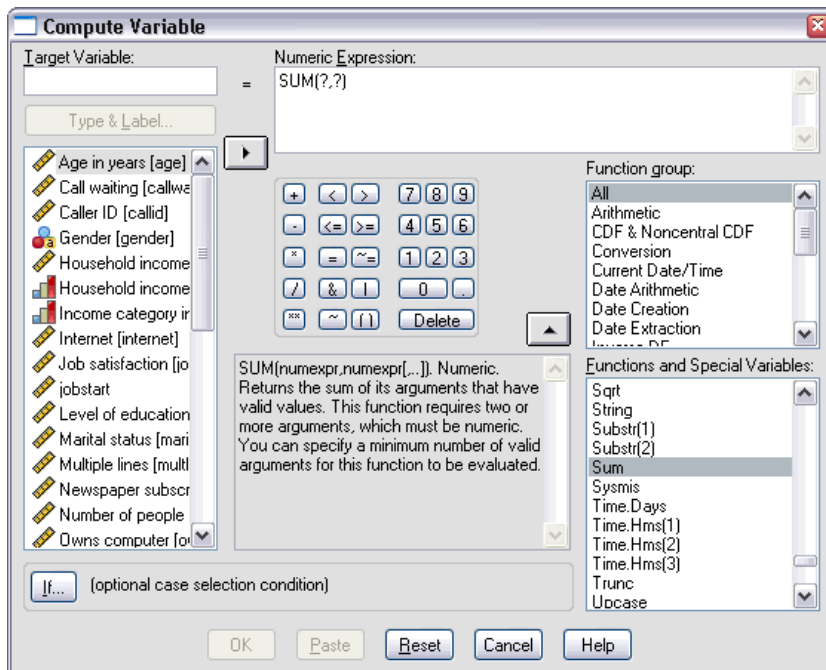 Compute Variable
Target Variable:
Numeric Expression:
=
SUM(?,?)
Type & Label...
Age in years [age]
Call waiting [callwa
Caller ID [callid]
Gender [gender]
Household income
Household income
Income category ir
Internet [internet]
Job satisfaction [jo
jobstart
Level of education
Marital status [mari
Multiple lines [multl
Newspaper subscr
Number of people
Owns computer [ov
+ < > 7 8 9
- <= >= 4 5 6
* = ~= 1 2 3
/ & | 0 .
** ~ () Delete
Function group:
All
Arithmetic
CDF & Noncentral CDF
Conversion
Current Date/Time
Date Arithmetic
Date Creation
Date Extraction
Inverse DF
SUM(numexpr,numexpr[,..]). Numeric.
Returns the sum of its arguments that have
valid values. This function requires two or
more arguments, which must be numeric.
You can specify a minimum number of valid
arguments for this function to be evaluated.
Functions and Special Variables:
Sqrt
String
Substr(1)
Substr(2)
Sum
Sysmis
Time.Days
Time.Hms(1)
Time.Hms(2)
Time.Hms(3)
Trunc
Upcase
If... (optional case selection condition)
OK Paste Reset Cancel Help